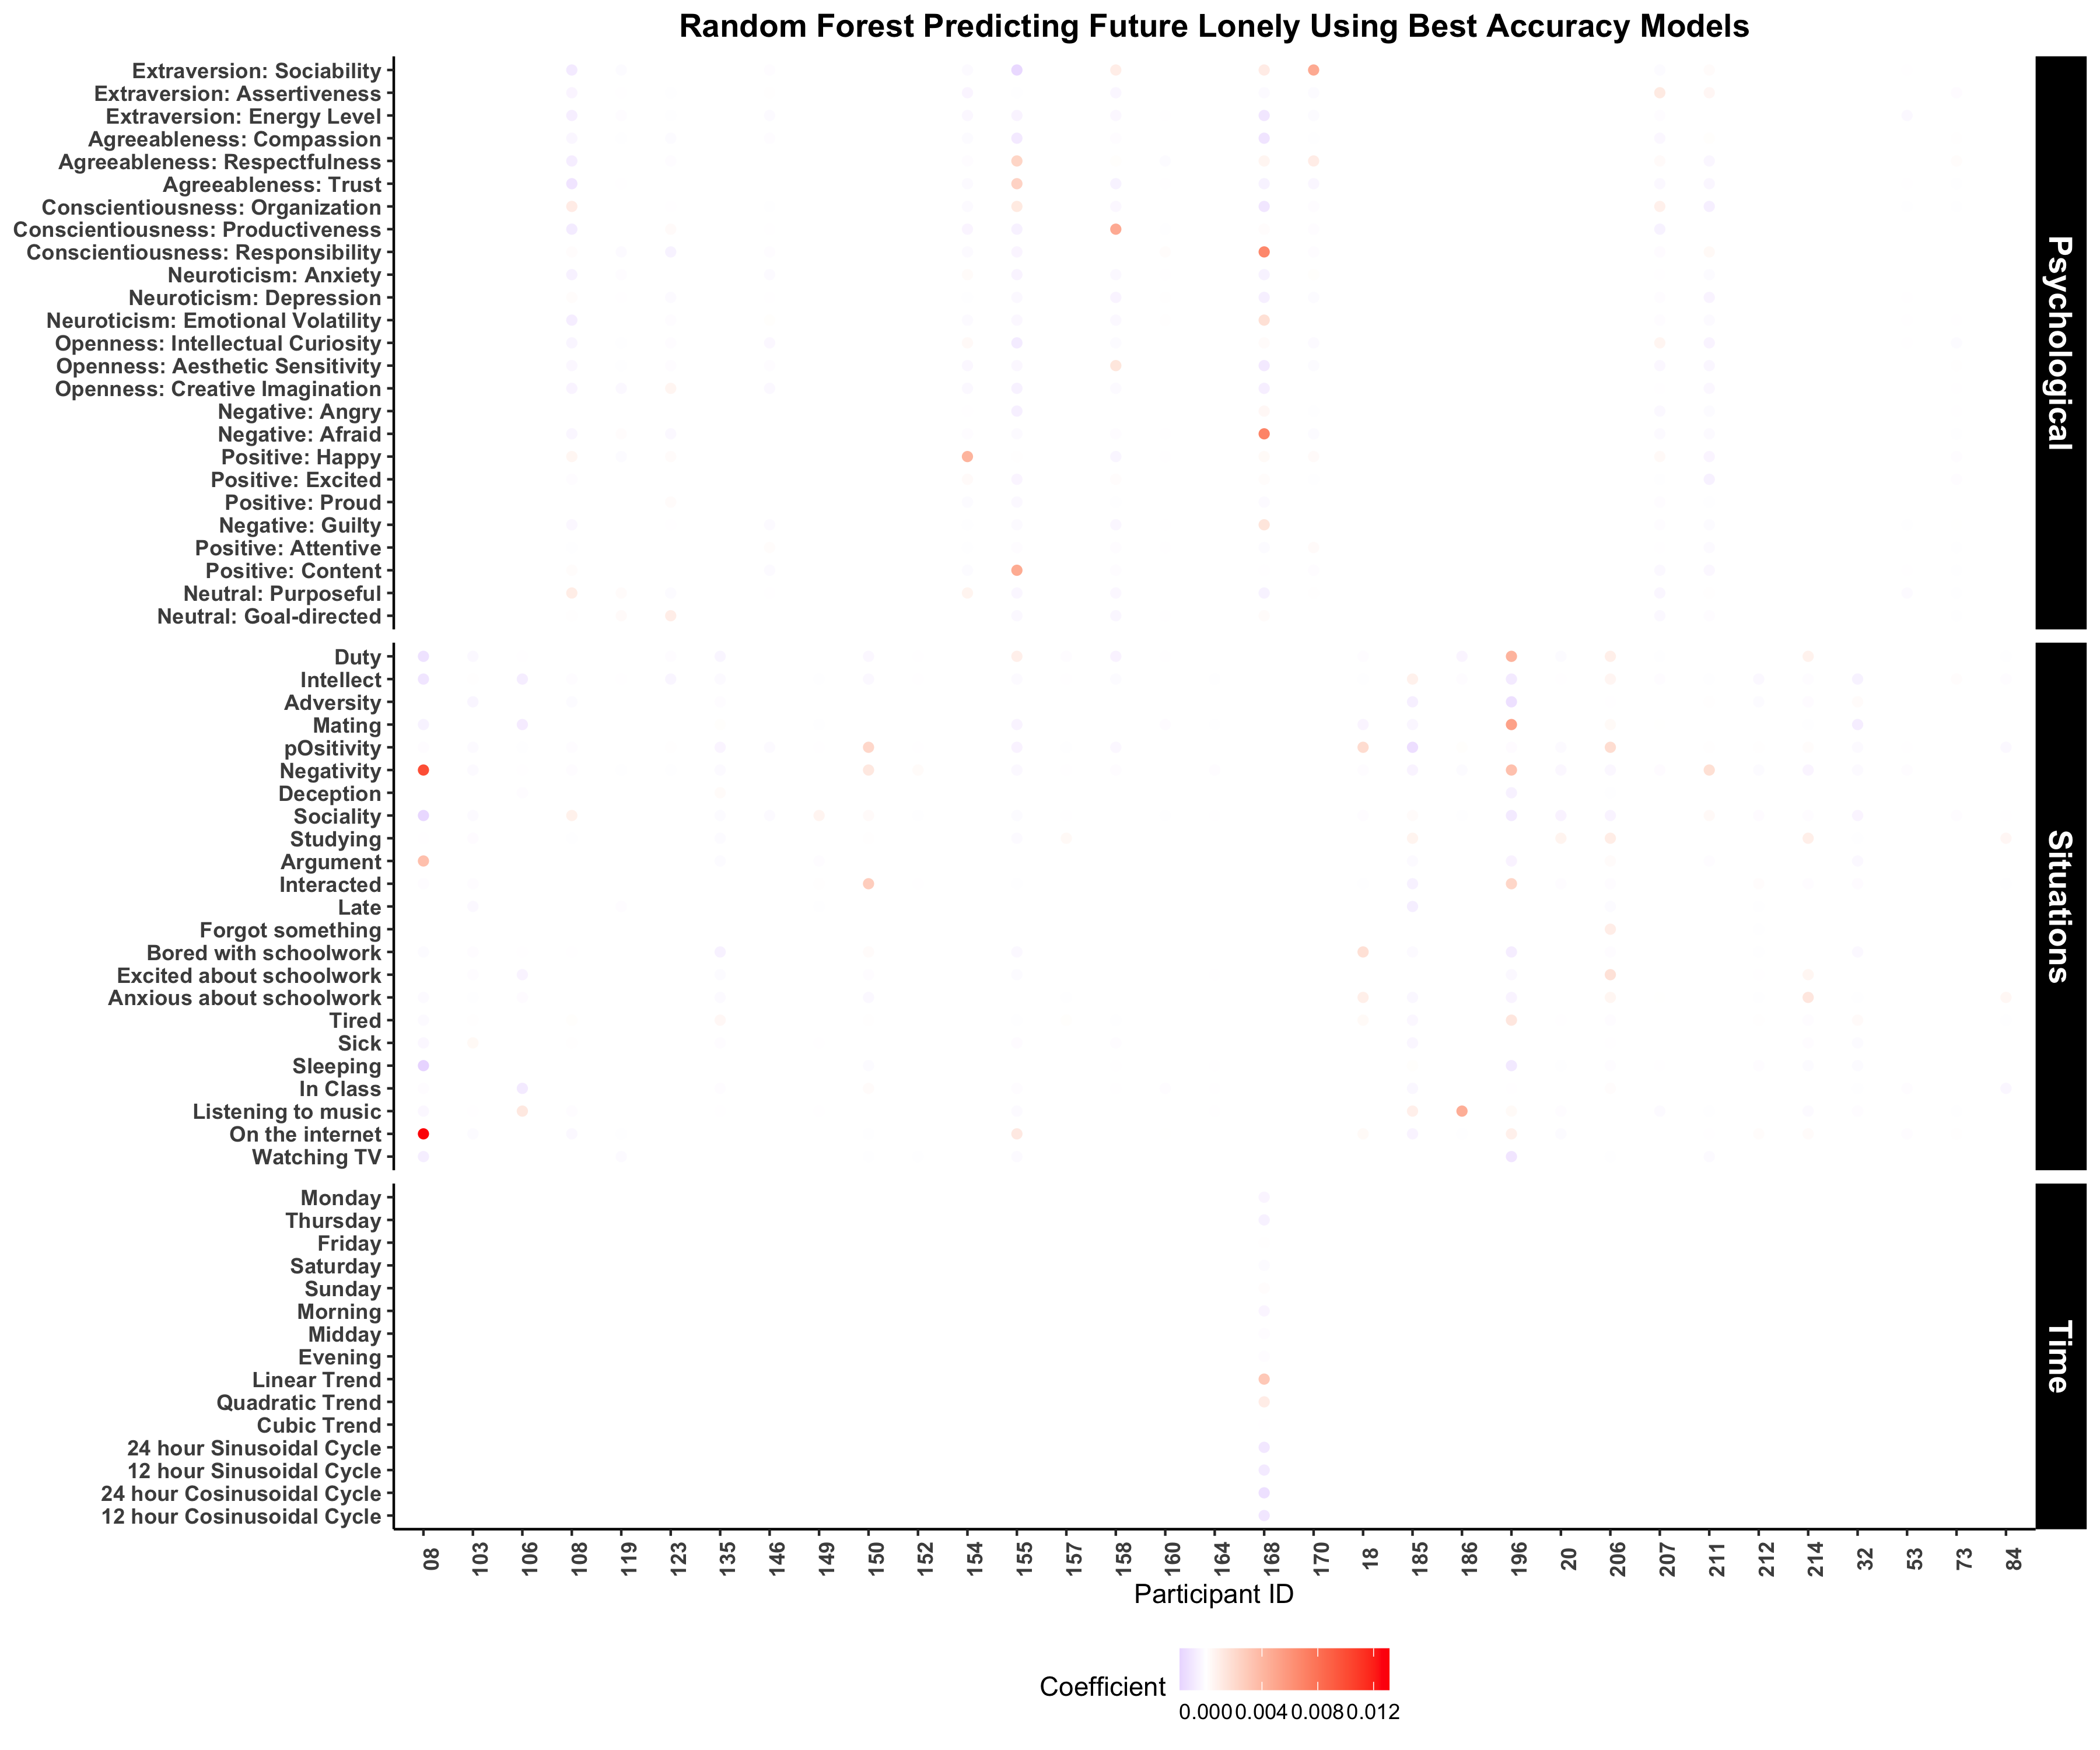 Random Forest Predicting Future Lonely Using Best Accuracy Models
Extraversion: Sociability
Extraversion: Assertiveness
Extraversion: Energy Level
Agreeableness: Compassion
Agreeableness: Respectfulness
Agreeableness: Trust
Conscientiousness: Organization
Conscientiousness: Productiveness
Conscientiousness: Responsibility
Neuroticism: Anxiety
Neuroticism: Depression
Neuroticism: Emotional Volatility
Openness: Intellectual Curiosity
Openness: Aesthetic Sensitivity
Openness: Creative Imagination
Negative: Angry
Negative: Afraid
Positive: Happy
Positive: Excited
Positive: Proud
Negative: Guilty
Positive: Attentive
Positive: Content
Neutral: Purposeful
Neutral: Goal-directed
Psychological
Duty
Intellect
Adversity
Mating
pOsitivity
Negativity
Deception
Sociality
Studying
Argument
Interacted
Late
Forgot something
Bored with schoolwork
Excited about schoolwork
Anxious about schoolwork
Tired
Sick
Sleeping
In Class
Listening to music
On the internet
Watching TV
Situations
Monday
Thursday
Friday
Saturday
Sunday
Morning
Midday
Evening
Linear Trend
Quadratic Trend
Cubic Trend
24 hour Sinusoidal Cycle
12 hour Sinusoidal Cycle
24 hour Cosinusoidal Cycle
12 hour Cosinusoidal Cycle
Time
08 103 106 108 119 123 135 146 149 150 152 154 155 157 158 160 164 168 170 18 185 186 196 20 206 207 211 212 214 32 53 73 84
Participant ID
Coefficient
0.000 0.004 0.008 0.012